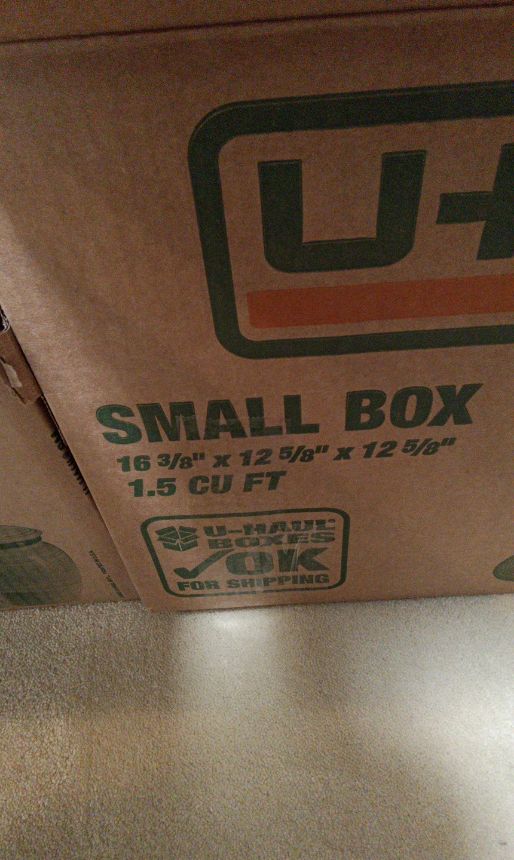 U-
SMALL BOX
16 3/8" x 12 5/8" x 12 5/8"
1.5 CU FT
U-HAUL
BOXES
✓OK
FOR SHIPPING